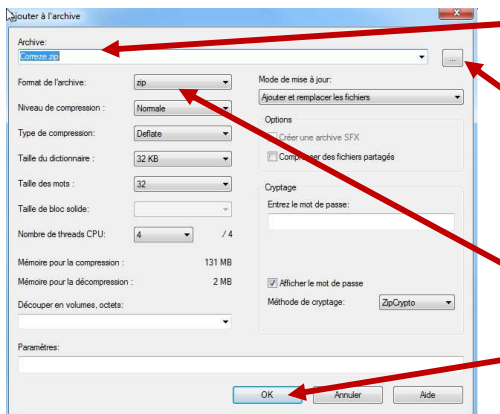 Ajouter à l'archive
Archive:
Correze.zip
...
Format de l'archive: zip
Niveau de compression : Normale
Type de compression: Deflate
Taille du dictionnaire : 32 KB
Taille des mots : 32
Taille de bloc solide:
Nombre de threads CPU: 4 / 4
Mémoire pour la compression : 131 MB
Mémoire pour la décompression : 2 MB
Découper en volumes, octets:
Mode de mise à jour:
Ajouter et remplacer les fichiers
Options
Créer une archive SFX
Compresser des fichiers partagés
Cryptage
Entrez le mot de passe:
Afficher le mot de passe
Méthode de cryptage: ZipCrypto
Paramètres:
OK Annuler Aide